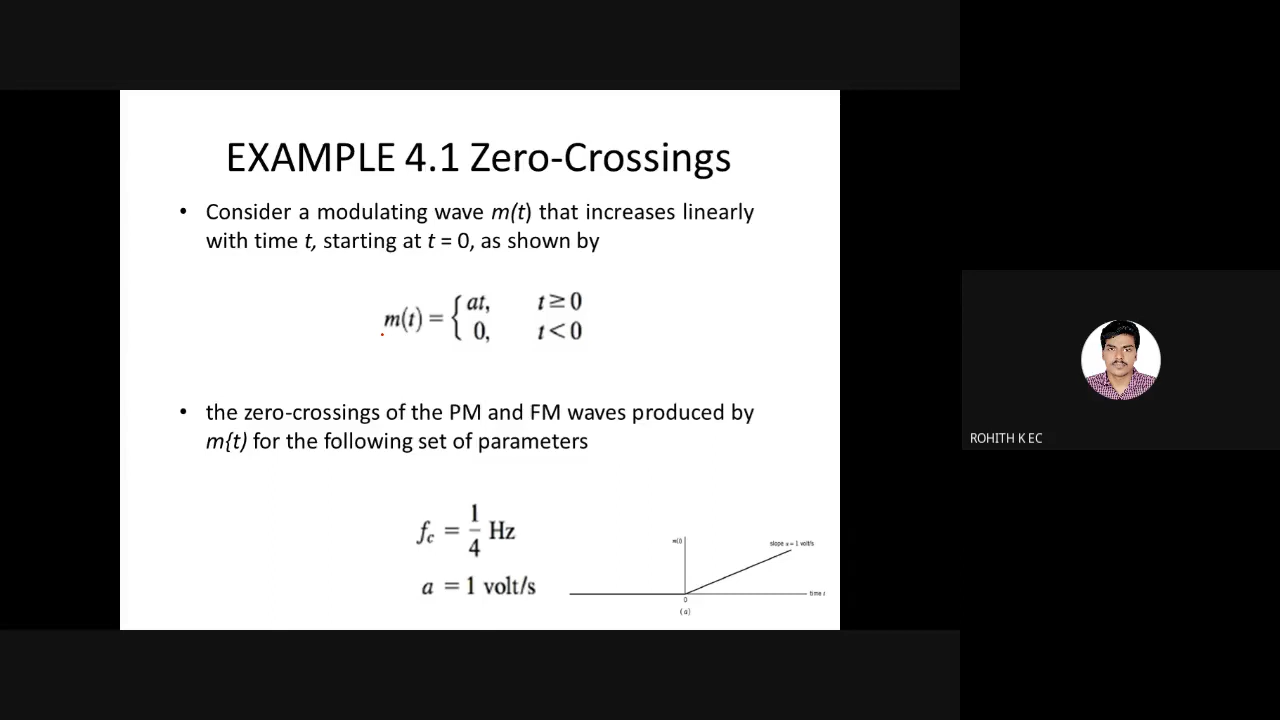 EXAMPLE 4.1 Zero-Crossings
• Consider a modulating wave m(t) that increases linearly
with time t, starting at t = 0, as shown by
m(t) = { at, t ≥ 0
0, t < 0
• the zero-crossings of the PM and FM waves produced by
m{t) for the following set of parameters
fc = 1/4 Hz
a = 1 volt/s
m(t)
slope a = 1 volt/s
time t
0
(a)
ROHITH K EC